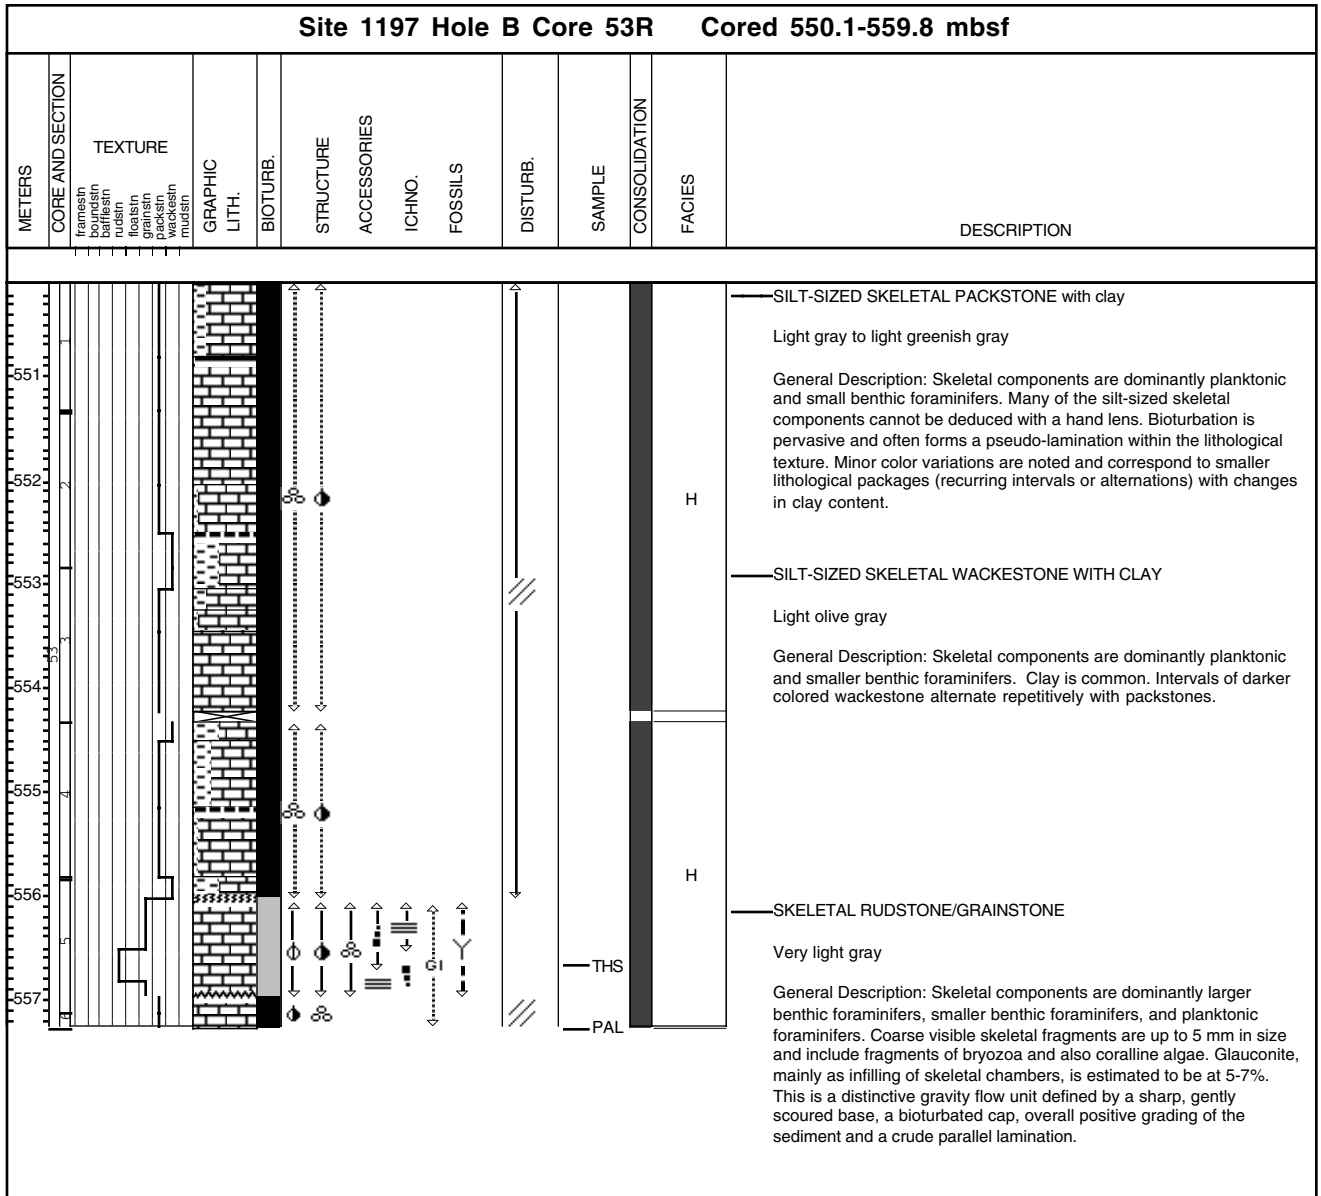 Site 1197 Hole B Core 53R Cored 550.1-559.8 mbsf
METERS
CORE AND SECTION
TEXTURE
framestn
boundstn
bafflestn
rudstn
floatstn
grainstn
packstn
wackestn
mudstn
GRAPHIC LITH.
BIOTURB.
STRUCTURE
ACCESSORIES
ICHNO.
FOSSILS
DISTURB.
SAMPLE
CONSOLIDATION
FACIES
DESCRIPTION
551
552
553
554
555
556
557
1
2
3
53
4
5
6
GI
THS
PAL
H
H
SILT-SIZED SKELETAL PACKSTONE with clay
Light gray to light greenish gray
General Description: Skeletal components are dominantly planktonic
and small benthic foraminifers. Many of the silt-sized skeletal
components cannot be deduced with a hand lens. Bioturbation is
pervasive and often forms a pseudo-lamination within the lithological
texture. Minor color variations are noted and correspond to smaller
lithological packages (recurring intervals or alternations) with changes
in clay content.
SILT-SIZED SKELETAL WACKESTONE WITH CLAY
Light olive gray
General Description: Skeletal components are dominantly planktonic
and smaller benthic foraminifers. Clay is common. Intervals of darker
colored wackestone alternate repetitively with packstones.
SKELETAL RUDSTONE/GRAINSTONE
Very light gray
General Description: Skeletal components are dominantly larger
benthic foraminifers, smaller benthic foraminifers, and planktonic
foraminifers. Coarse visible skeletal fragments are up to 5 mm in size
and include fragments of bryozoa and also coralline algae. Glauconite,
mainly as infilling of skeletal chambers, is estimated to be at 5-7%.
This is a distinctive gravity flow unit defined by a sharp, gently
scoured base, a bioturbated cap, overall positive grading of the
sediment and a crude parallel lamination.